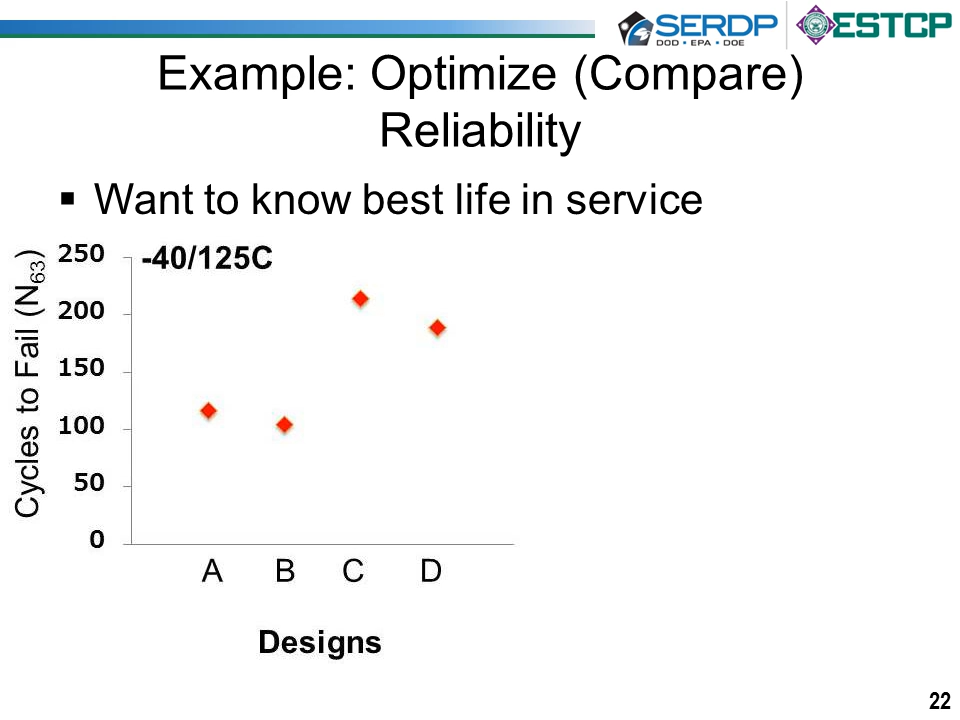 SERDP
DOD • EPA • DOE
ESTCP
Example: Optimize (Compare)
Reliability
▪ Want to know best life in service
Cycles to Fail (N63)
-40/125C
250
200
150
100
50
0
A B C D
Designs
22